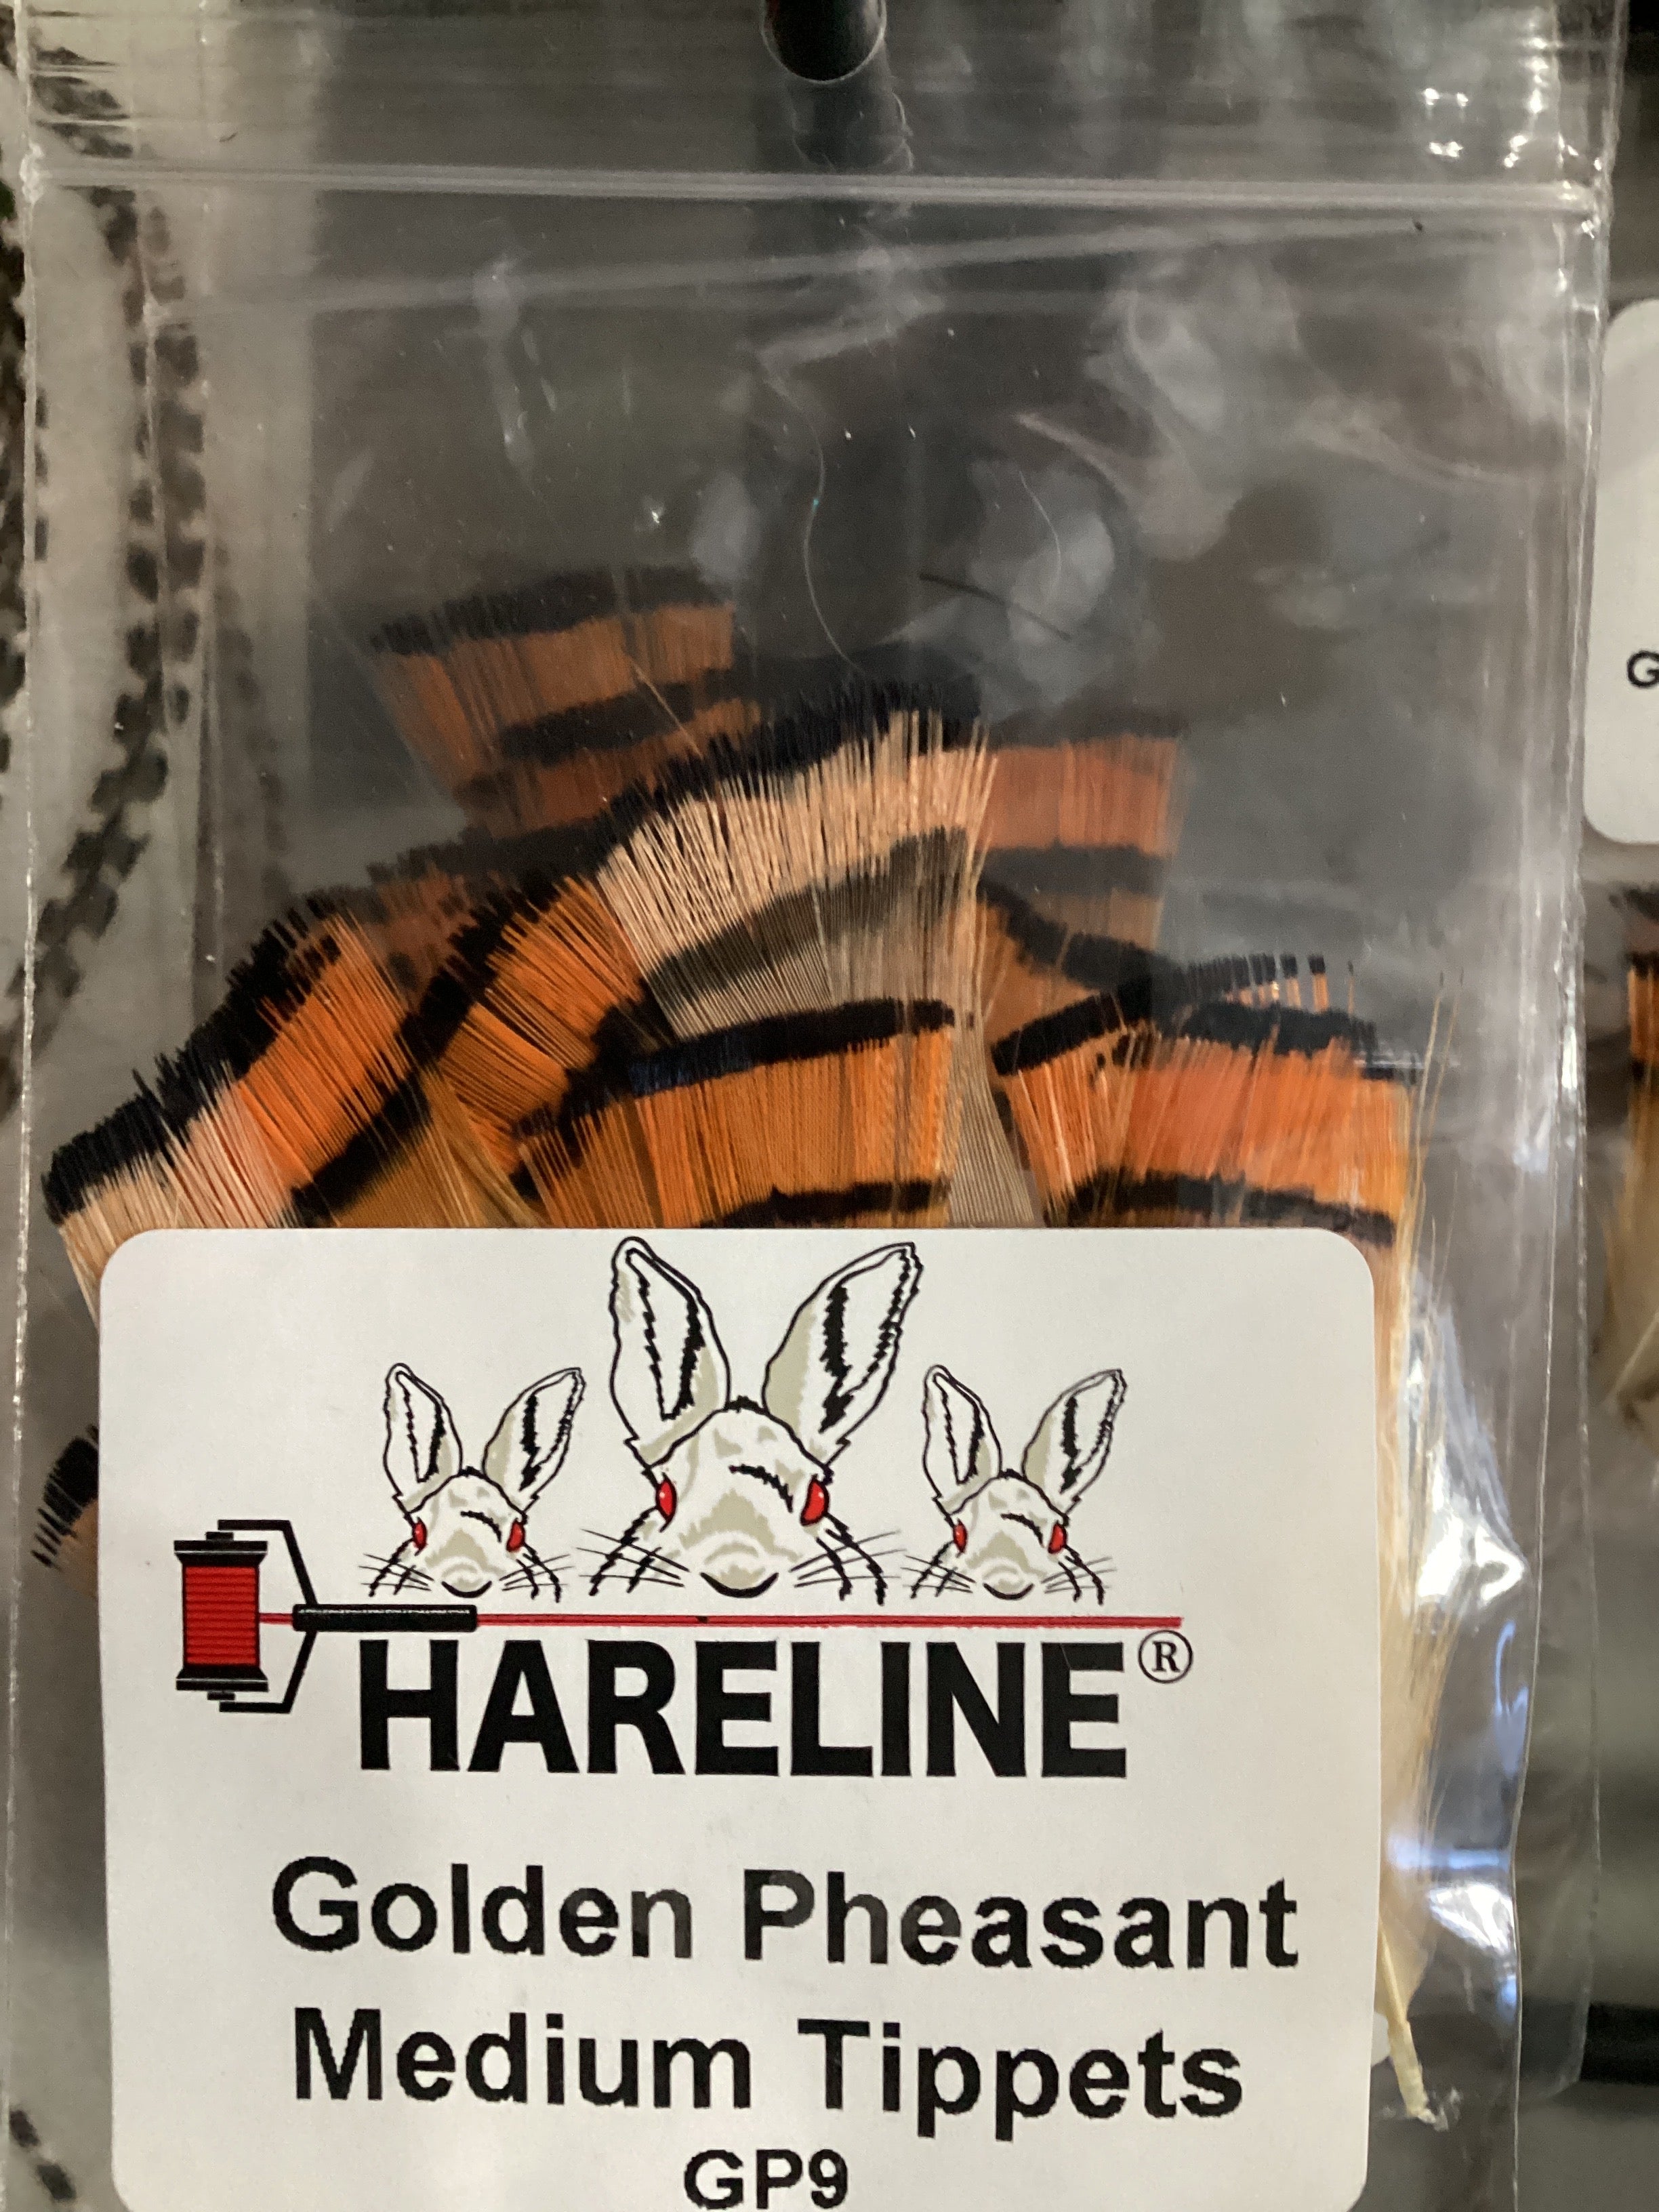 HARELINE®
Golden Pheasant
Medium Tippets
GP9
G